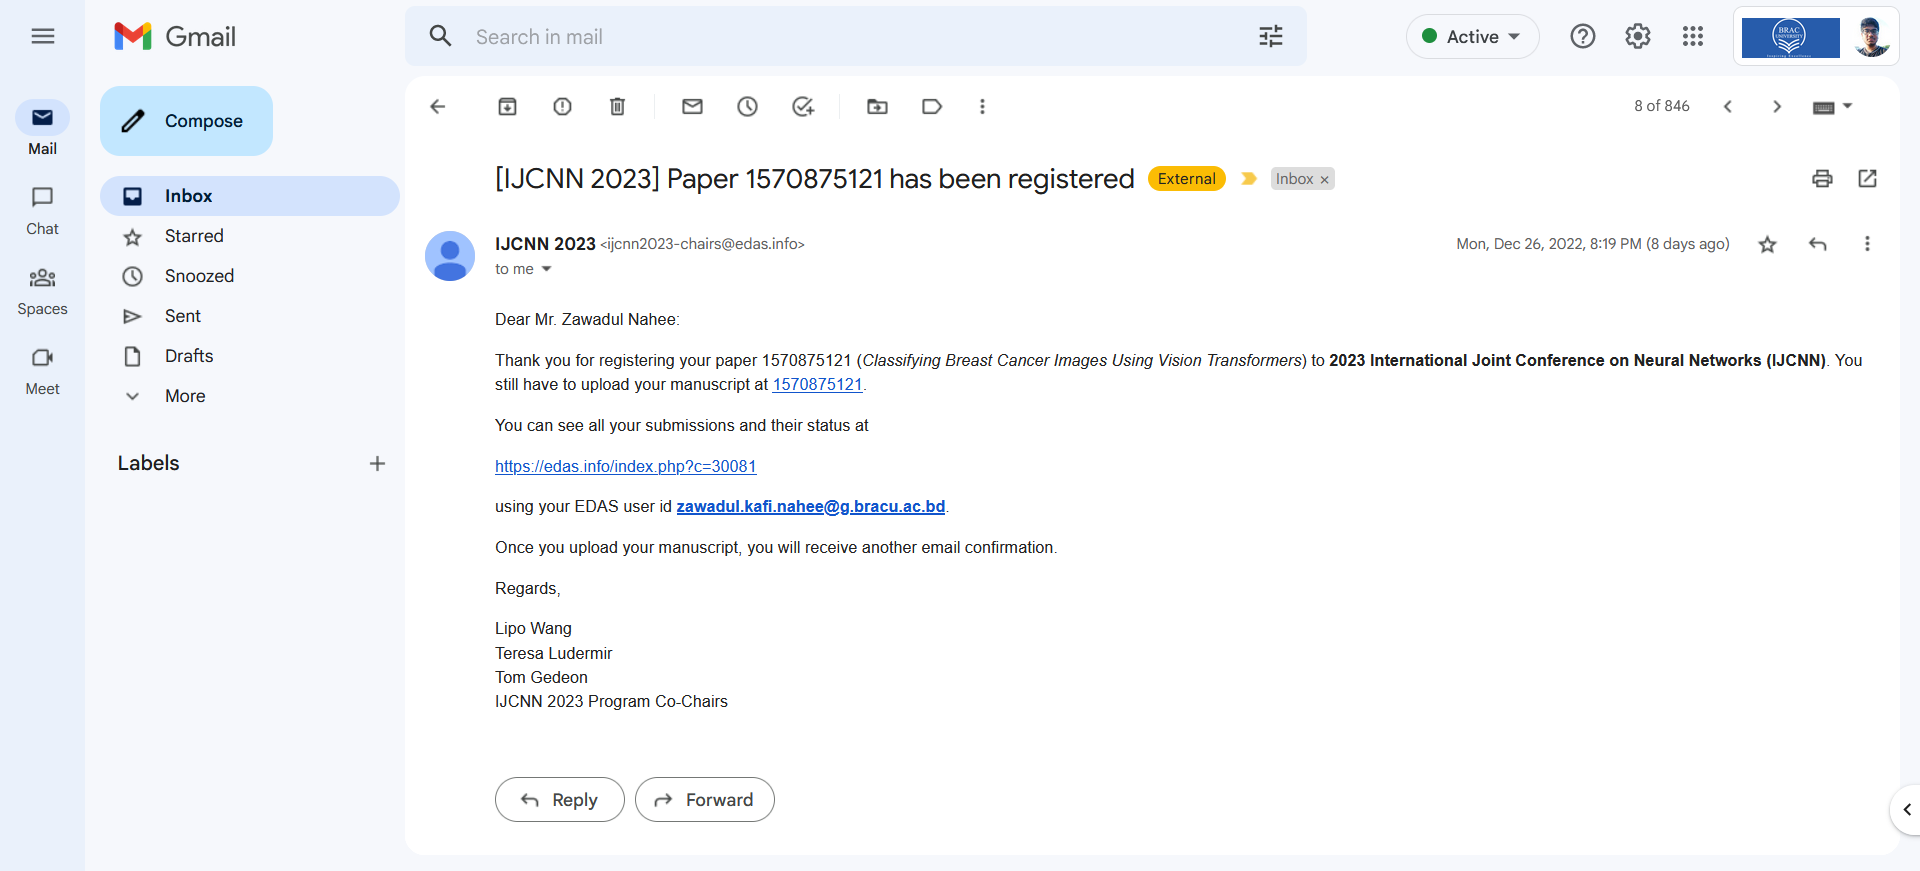 Gmail
Search in mail
Active
BRAC
UNIVERSITY
Mail
Chat
Spaces
Meet
Compose
Inbox
Starred
Snoozed
Sent
Drafts
More
Labels
8 of 846
[IJCNN 2023] Paper 1570875121 has been registered External Inbox ×
IJCNN 2023 <ijcnn2023-chairs@edas.info> Mon, Dec 26, 2022, 8:19 PM (8 days ago)
to me
Dear Mr. Zawadul Nahee:
Thank you for registering your paper 1570875121 (Classifying Breast Cancer Images Using Vision Transformers) to 2023 International Joint Conference on Neural Networks (IJCNN). You
still have to upload your manuscript at 1570875121.
You can see all your submissions and their status at
https://edas.info/index.php?c=30081
using your EDAS user id zawadul.kafi.nahee@g.bracu.ac.bd.
Once you upload your manuscript, you will receive another email confirmation.
Regards,
Lipo Wang
Teresa Ludermir
Tom Gedeon
IJCNN 2023 Program Co-Chairs
Reply
Forward